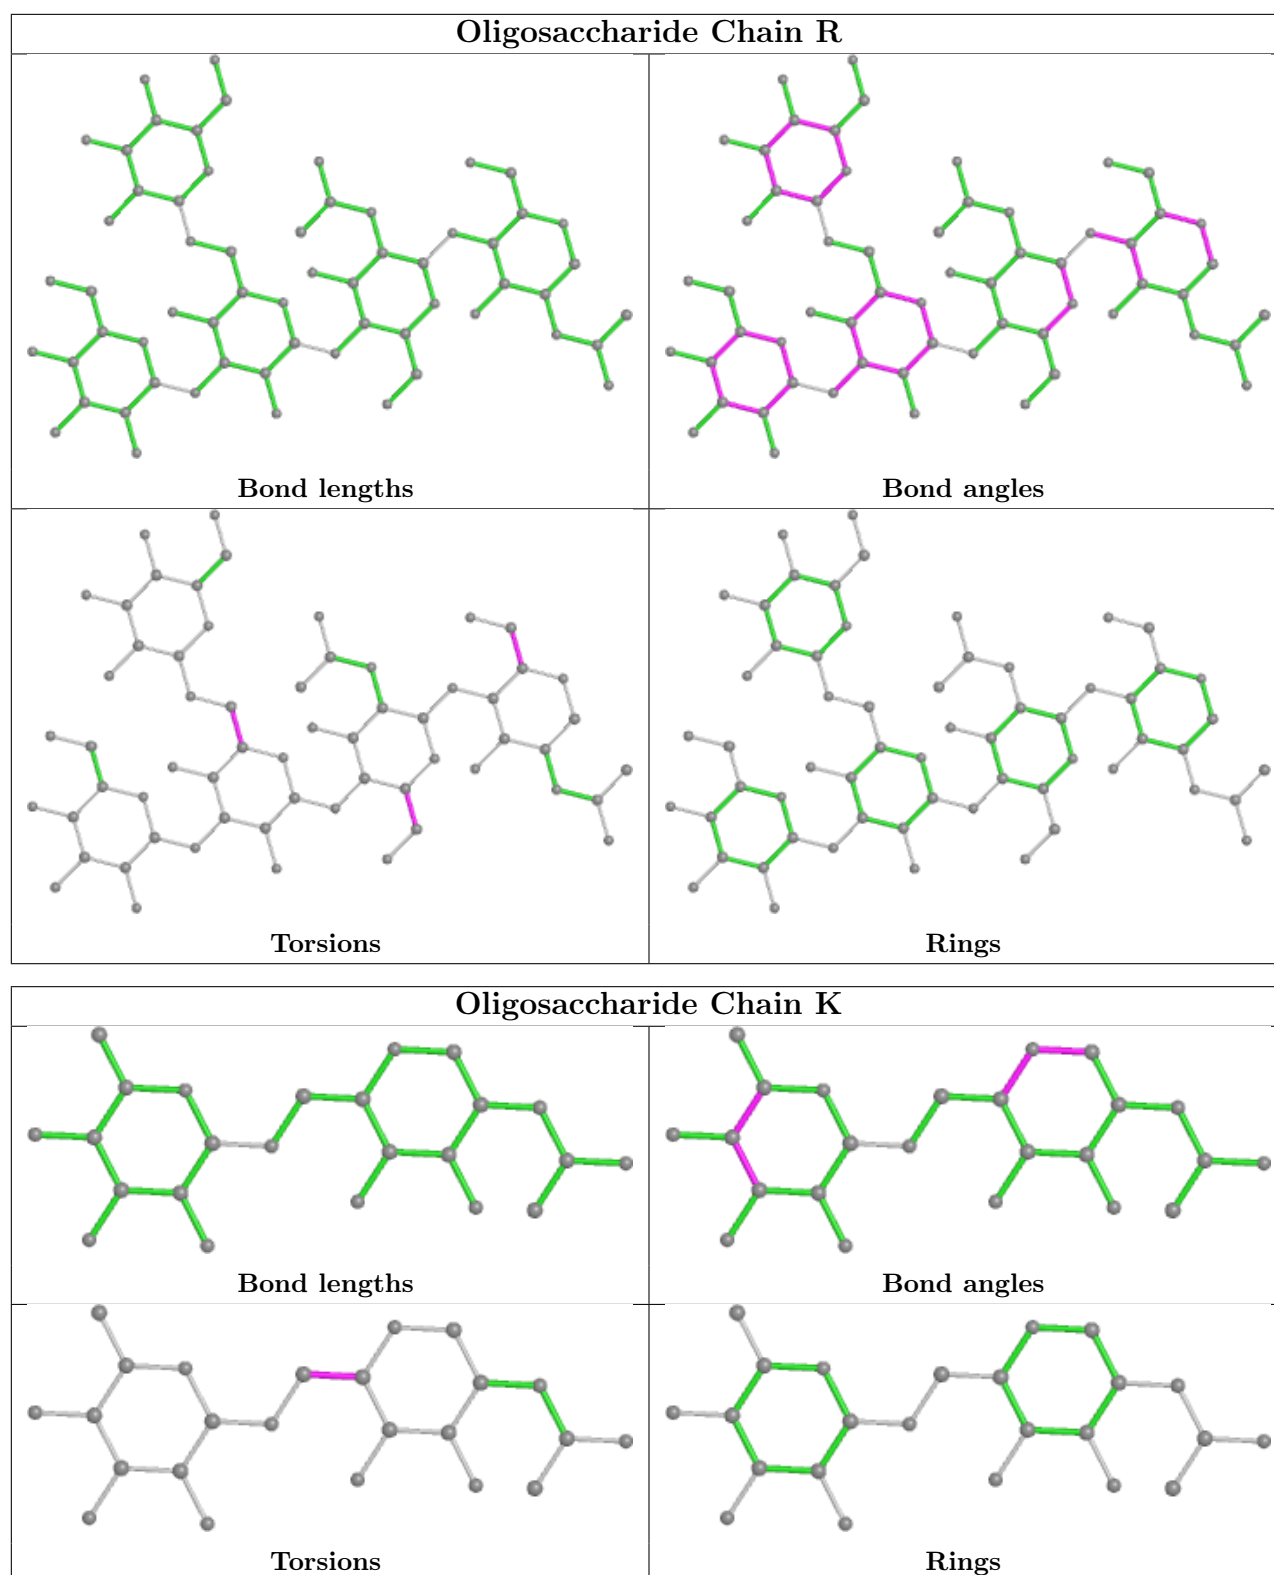 Oligosaccharide Chain R
Bond lengths
Bond angles
Torsions
Rings
Oligosaccharide Chain K
Bond lengths
Bond angles
Torsions
Rings